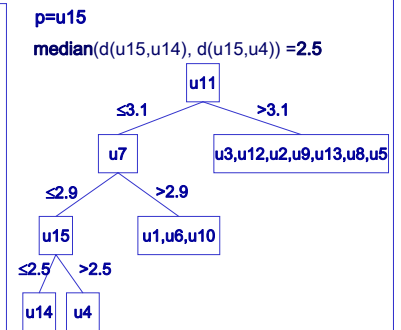 p=u15
median(d(u15,u14), d(u15,u4)) =2.5
u11
≤3.1 >3.1
u7 u3,u12,u2,u9,u13,u8,u5
≤2.9 >2.9
u15 u1,u6,u10
≤2.5 >2.5
u14 u4